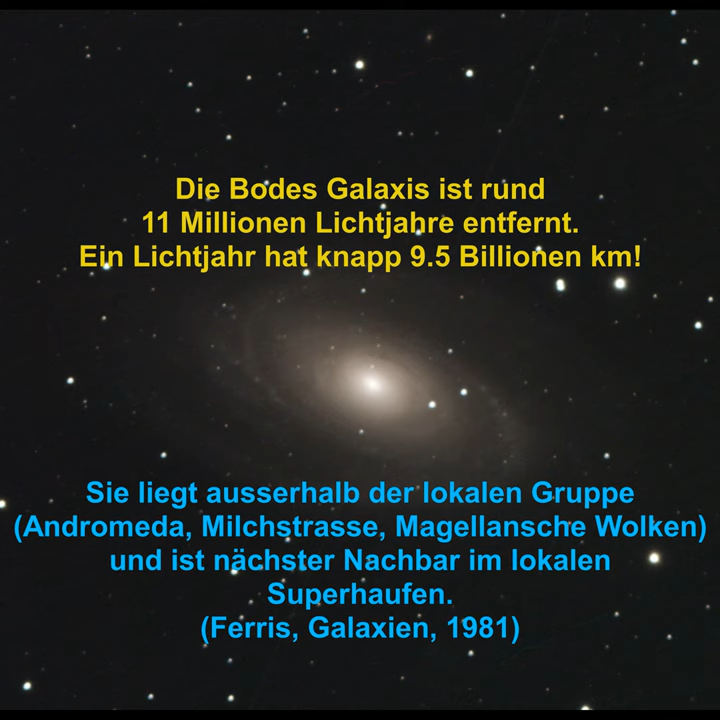 Die Bodes Galaxis ist rund
11 Millionen Lichtjahre entfernt.
Ein Lichtjahr hat knapp 9.5 Billionen km!
Sie liegt ausserhalb der lokalen Gruppe
(Andromeda, Milchstrasse, Magellansche Wolken)
und ist nächster Nachbar im lokalen
Superhaufen.
(Ferris, Galaxien, 1981)